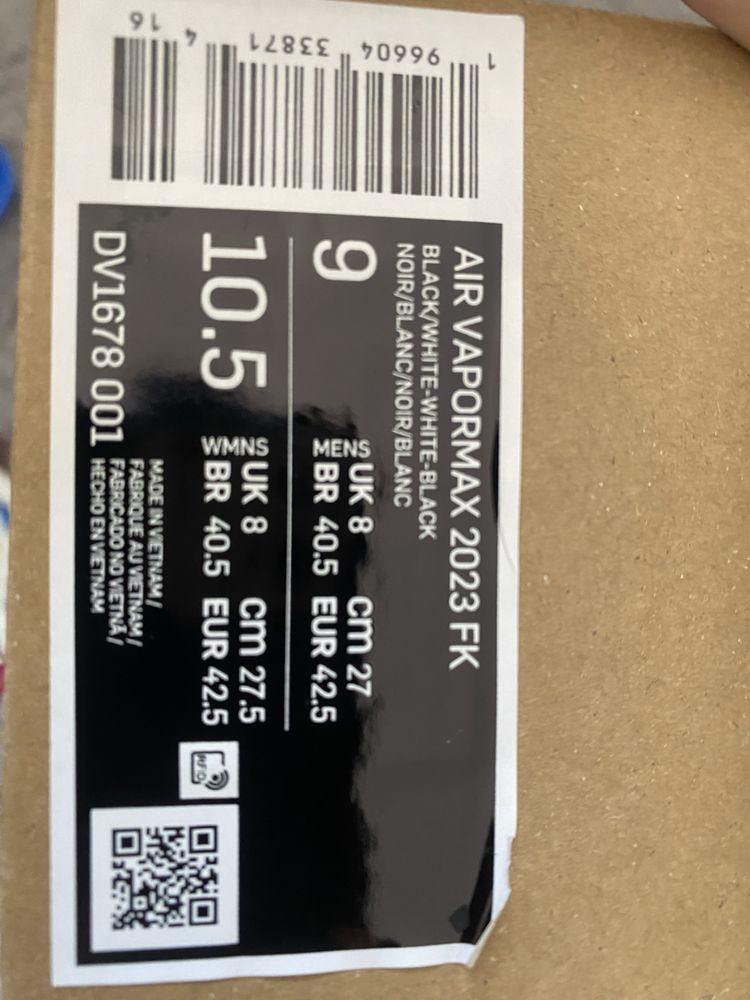 AIR VAPORMAX 2023 FK
BLACK/WHITE-WHITE-BLACK
NOIR/BLANC/NOIR/BLANC
9
MENS
UK 8 cm 27
BR 40.5 EUR 42.5
10.5
WMNS
UK 8 cm 27.5
BR 40.5 EUR 42.5
DV1678 001
MADE IN VIETNAM /
FABRIQUE AU VIETNAM /
FABRICADO NO VIETNÃ /
HECHO EN VIETNAM
RFID
1 96604 33871 4 16